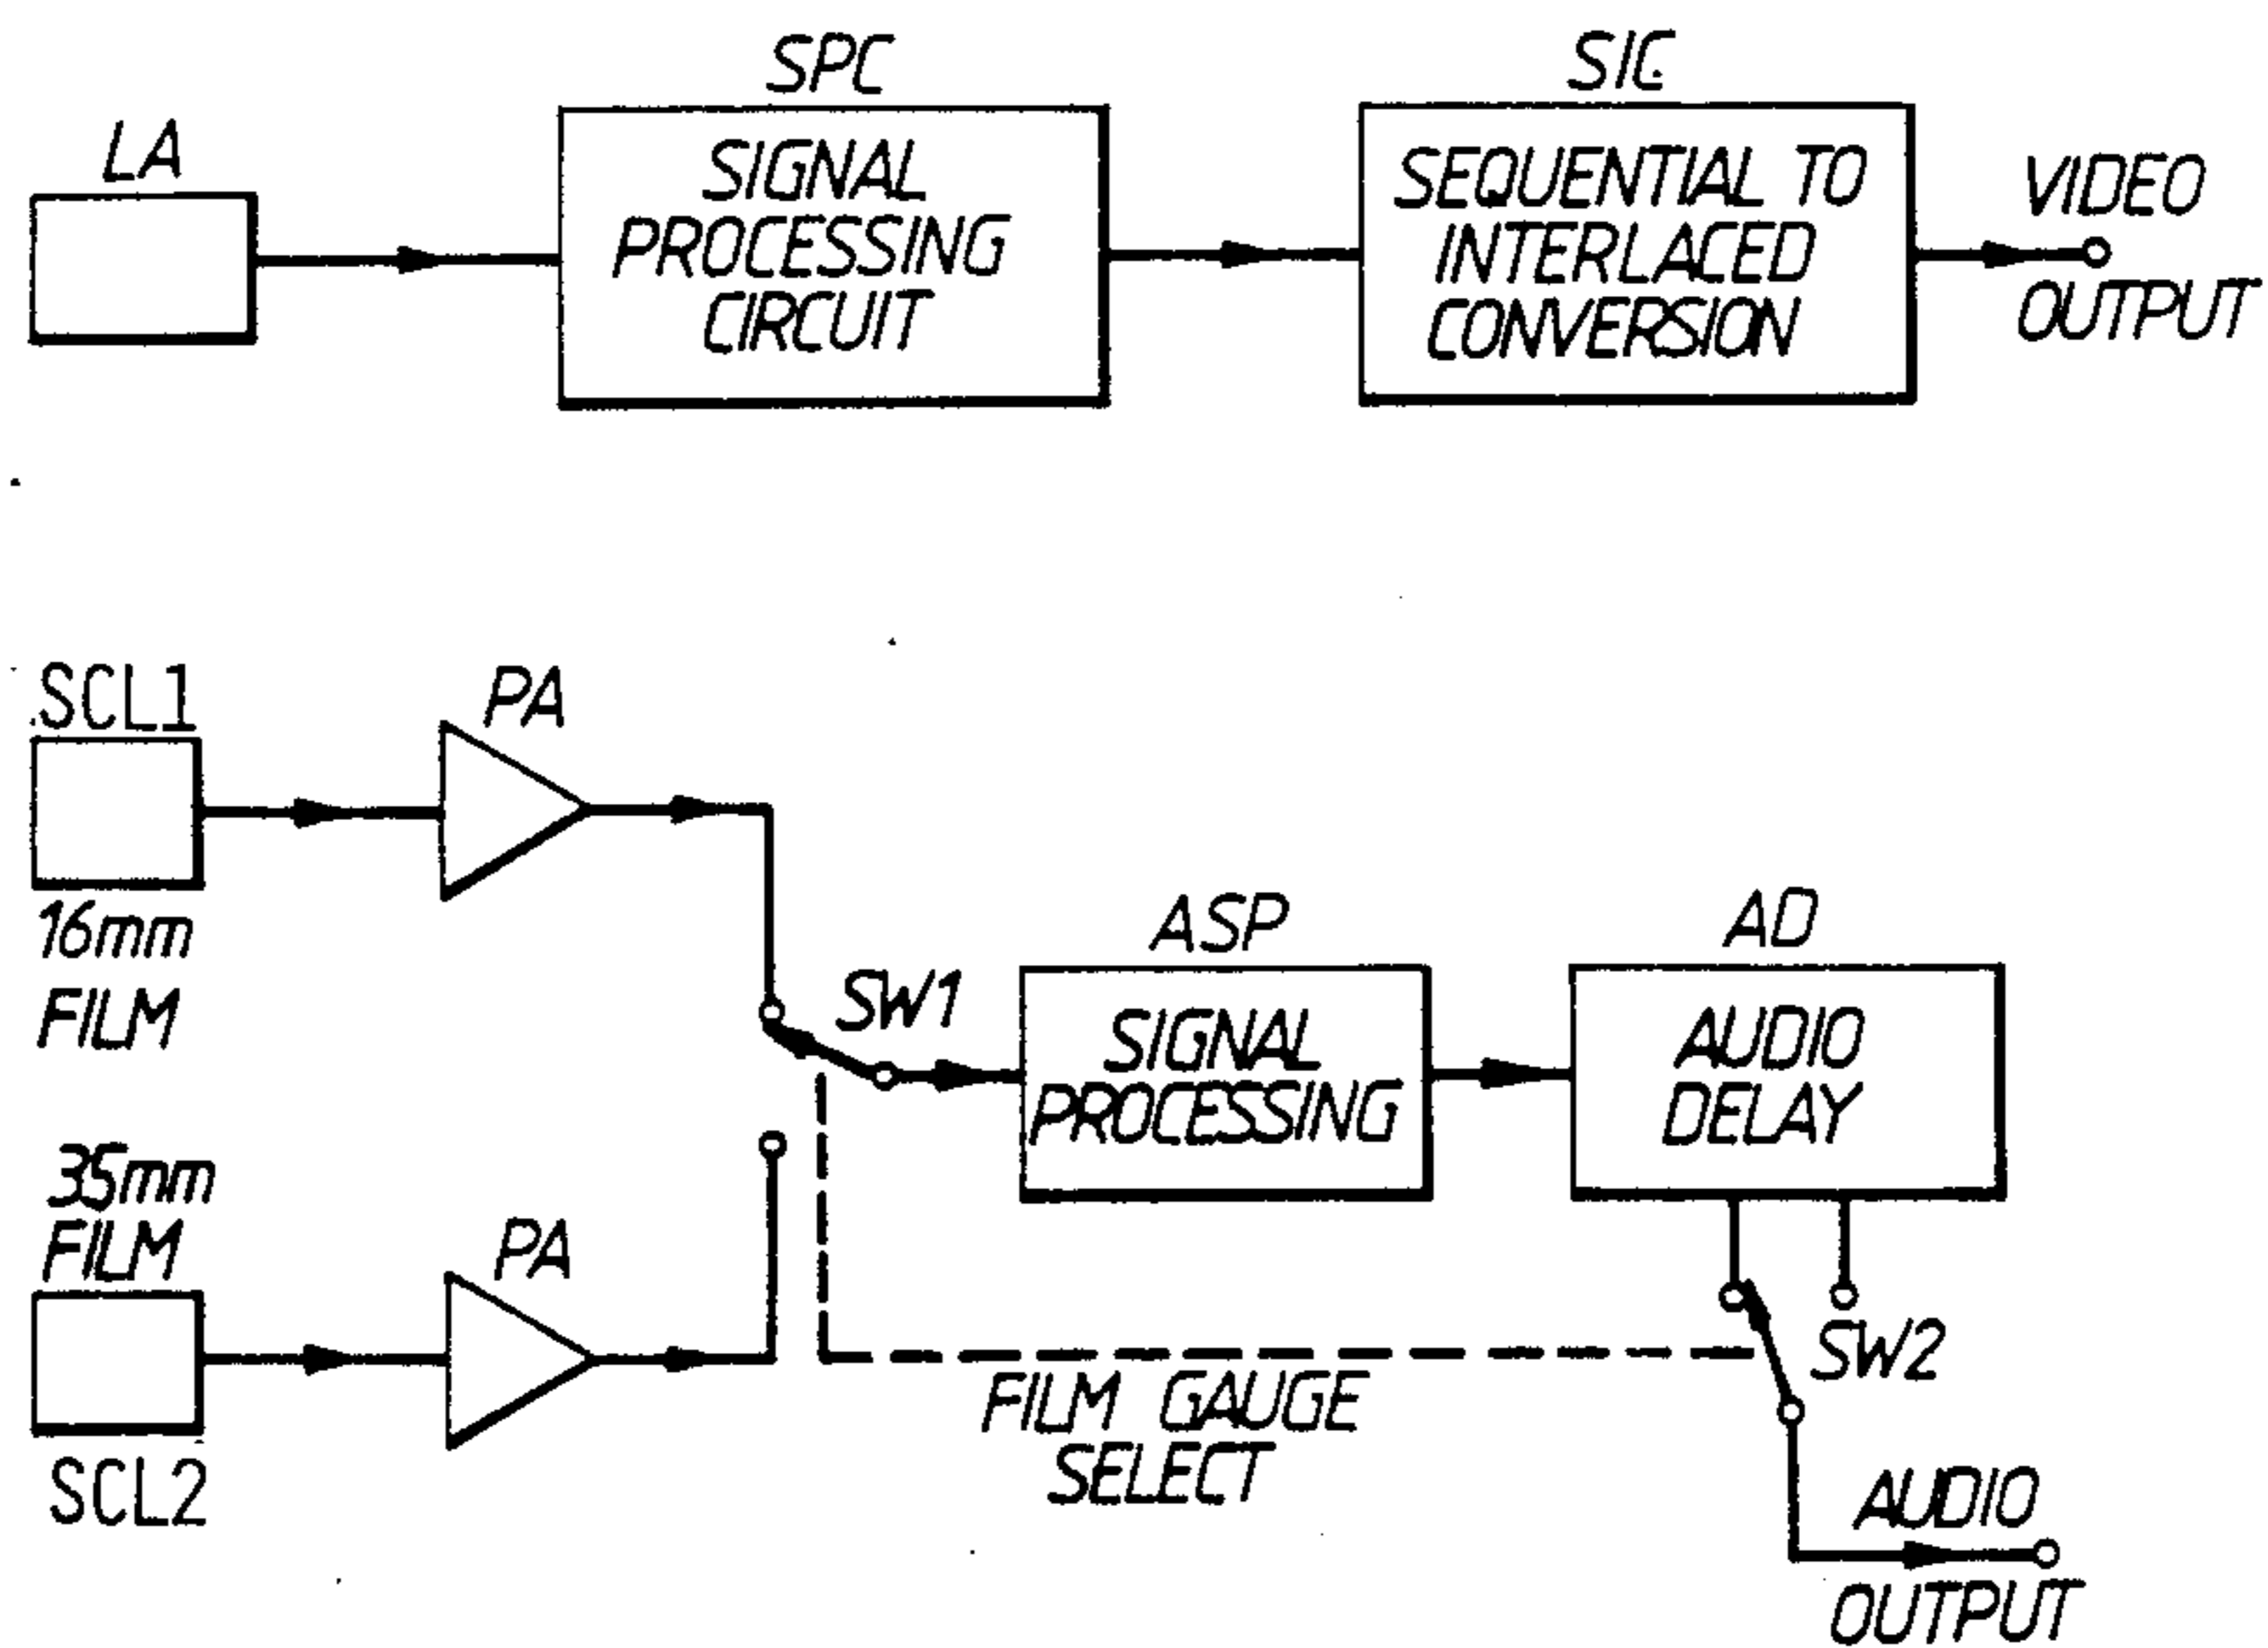 LA
SPC
SIGNAL
PROCESSING
CIRCUIT
SIC
SEQUENTIAL TO
INTERLACED
CONVERSION
VIDEO
OUTPUT
SCL1
16mm
FILM
PA
SW1
35mm
FILM
SCL2
PA
ASP
SIGNAL
PROCESSING
AD
AUDIO
DELAY
SW2
FILM GAUGE
SELECT
AUDIO
OUTPUT